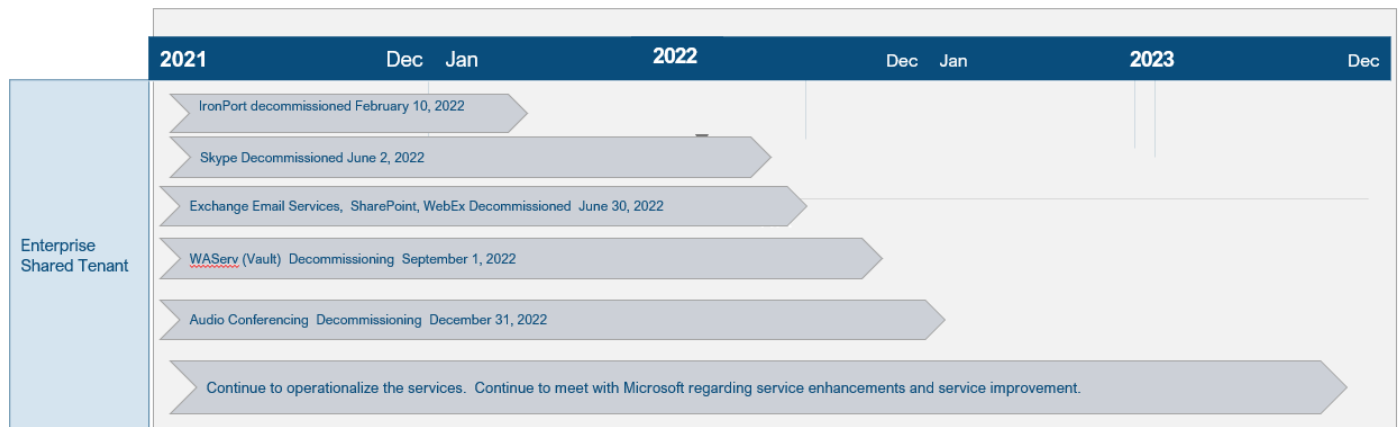 2021 Dec Jan 2022 Dec Jan 2023 Dec
IronPort decommissioned February 10, 2022
Skype Decommissioned June 2, 2022
Exchange Email Services, SharePoint, WebEx Decommissioned June 30, 2022
Enterprise
Shared Tenant
WAServ (Vault) Decommissioning September 1, 2022
Audio Conferencing Decommissioning December 31, 2022
Continue to operationalize the services. Continue to meet with Microsoft regarding service enhancements and service improvement.